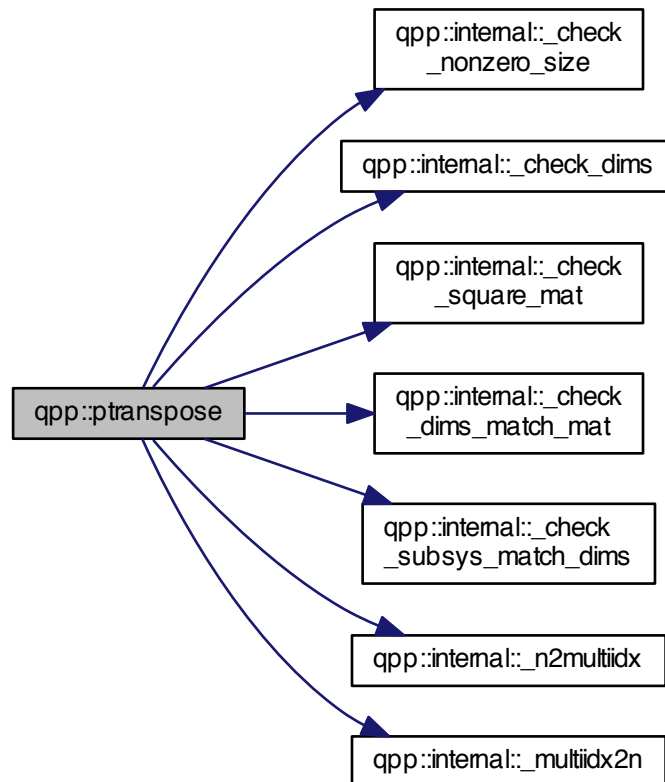 qpp::internal::_check
_nonzero_size
qpp::internal::_check_dims
qpp::internal::_check
_square_mat
qpp::ptranspose
qpp::internal::_check
_dims_match_mat
qpp::internal::_check
_subsys_match_dims
qpp::internal::_n2multiidx
qpp::internal::_multiidx2n